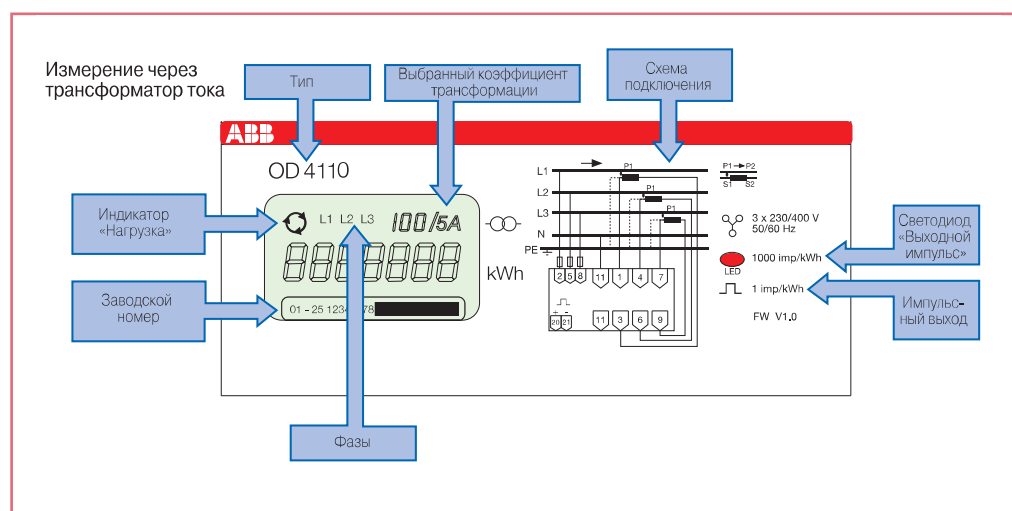 Измерение через
трансформатор тока
Тип
Выбранный коэффициент
трансформации
Схема
подключения
ABB
OD 4110
Индикатор
«Нагрузка»
L1 L2 L3
100/5A
8888888
kWh
Заводской
номер
01 - 25 1234 78
Фазы
L1
L2
L3
N
PE
P1
P1
P1
2 5 8 11 1 4 7
+ -
20 21 11 3 6 9
P1 → P2
S1 S2
3 x 230/400 V
50/60 Hz
LED
1000 imp/kWh
1 imp/kWh
FW V1.0
Светодиод
«Выходной
импульс»
Импульс-
ный выход